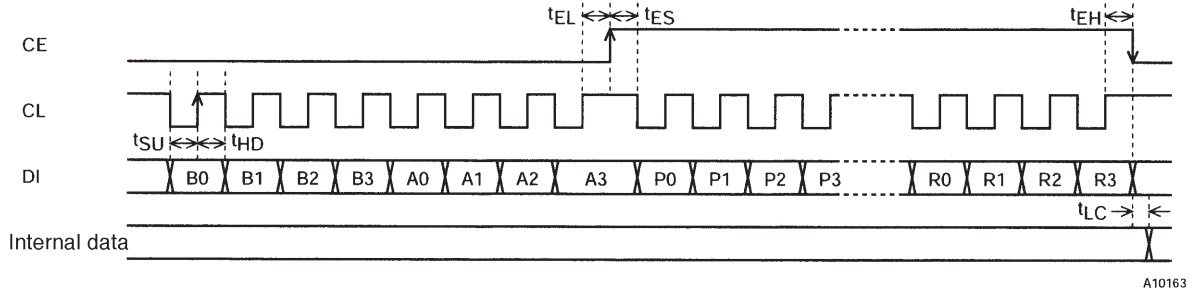 tEL tES tEH
CE
CL
tSU tHD
DI B0 B1 B2 B3 A0 A1 A2 A3 P0 P1 P2 P3 R0 R1 R2 R3
tLC
Internal data
A10163